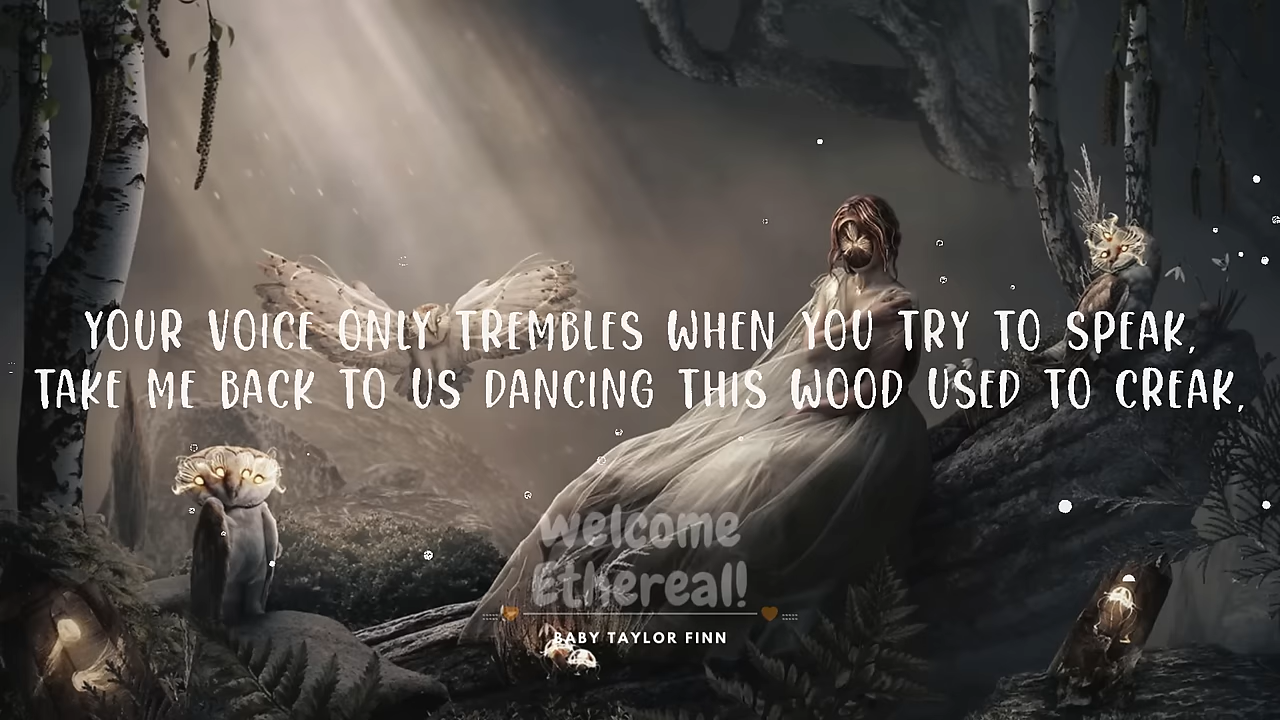 YOUR VOICE ONLY TREMBLES WHEN YOU TRY TO SPEAK,
TAKE ME BACK TO US DANCING THIS WOOD USED TO CREAK,
welcome
Ethereal!
BABY TAYLOR FINN